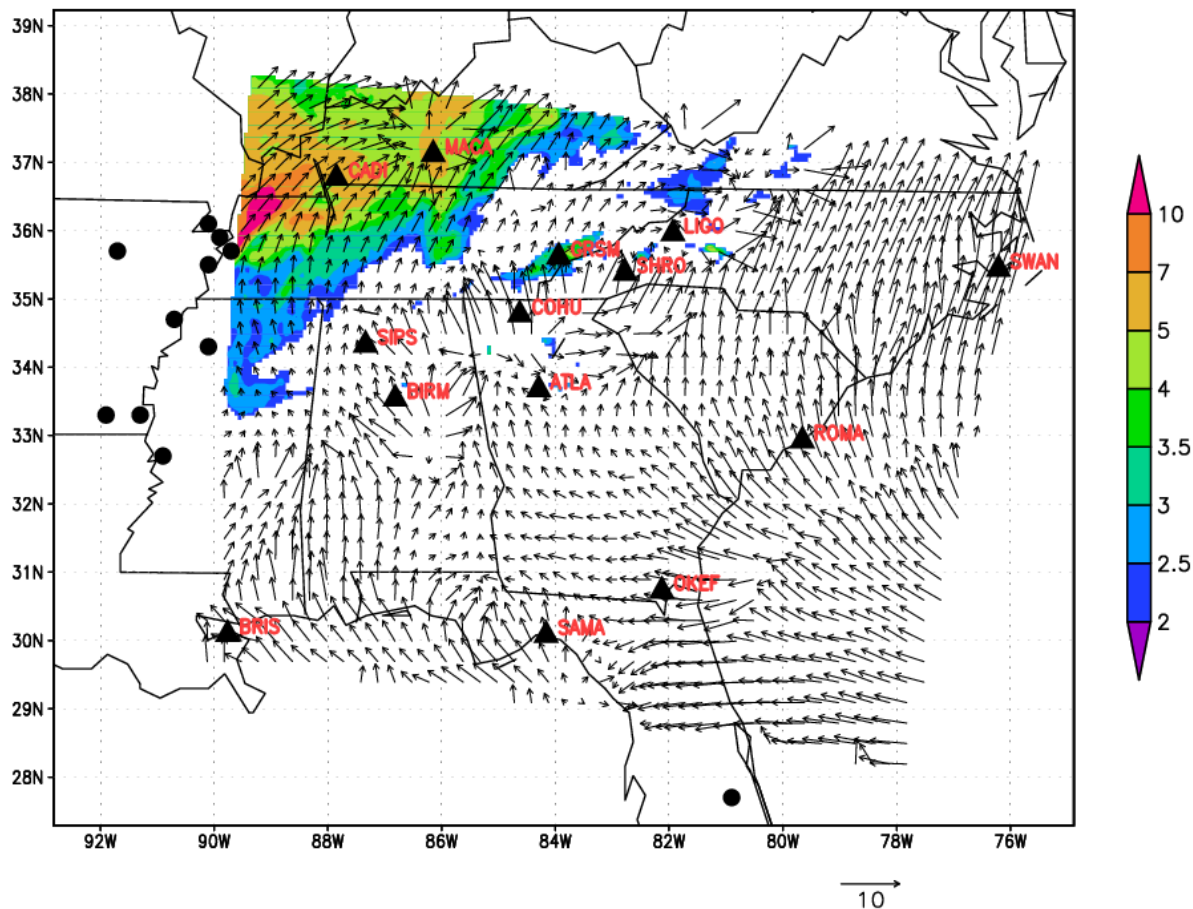 39N
38N
37N
36N
35N
34N
33N
32N
31N
30N
29N
28N
92W 90W 88W 86W 84W 82W 80W 78W 76W
MACA
CADI
LIGO
GRSM
SHRO
SWAN
COHU
SIPS
ATLA
BIRM
ROMA
OKEF
BRIS
SAMA
10
7
5
4
3.5
3
2.5
2
10